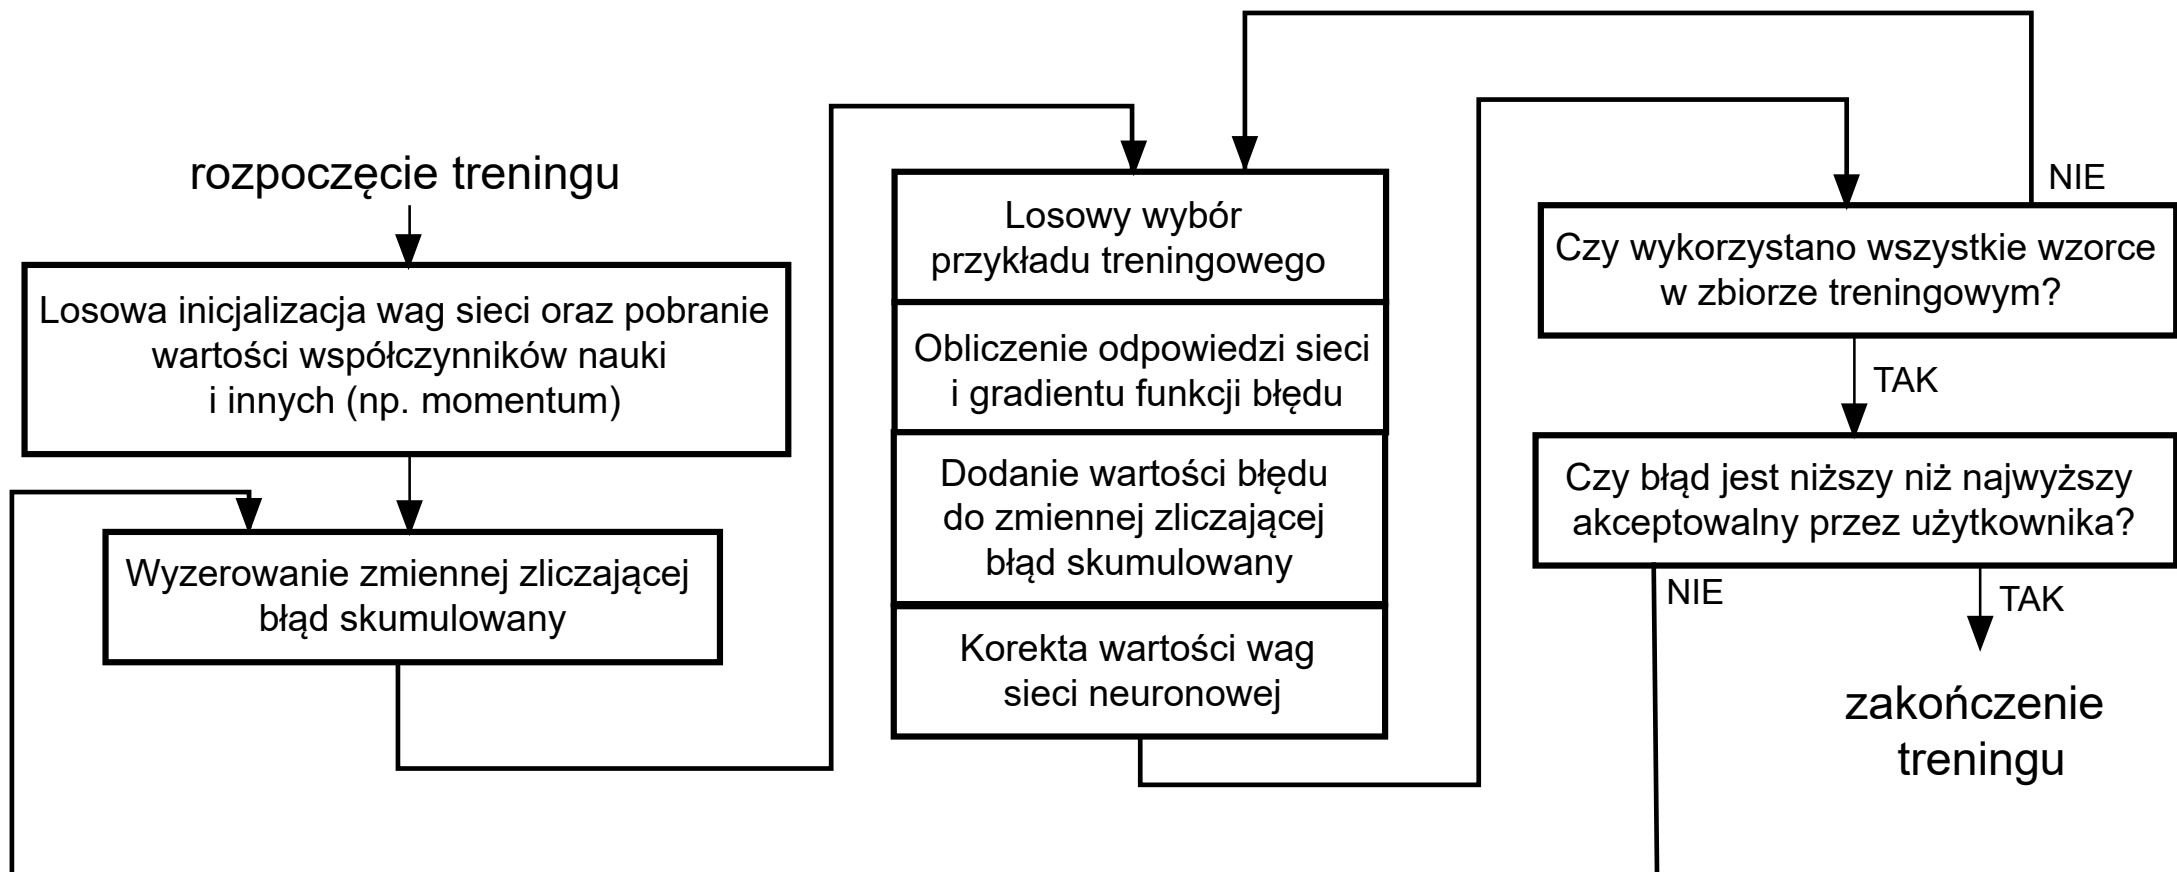 rozpoczęcie treningu
Losowa inicjalizacja wag sieci oraz pobranie
wartości współczynników nauki
i innych (np. momentum)
Wyzerowanie zmiennej zliczającej
błąd skumulowany
Losowy wybór
przykładu treningowego
Obliczenie odpowiedzi sieci
i gradientu funkcji błędu
Dodanie wartości błędu
do zmiennej zliczającej
błąd skumulowany
Korekta wartości wag
sieci neuronowej
NIE
Czy wykorzystano wszystkie wzorce
w zbiorze treningowym?
TAK
Czy błąd jest niższy niż najwyższy
akceptowalny przez użytkownika?
NIE
TAK
zakończenie
treningu